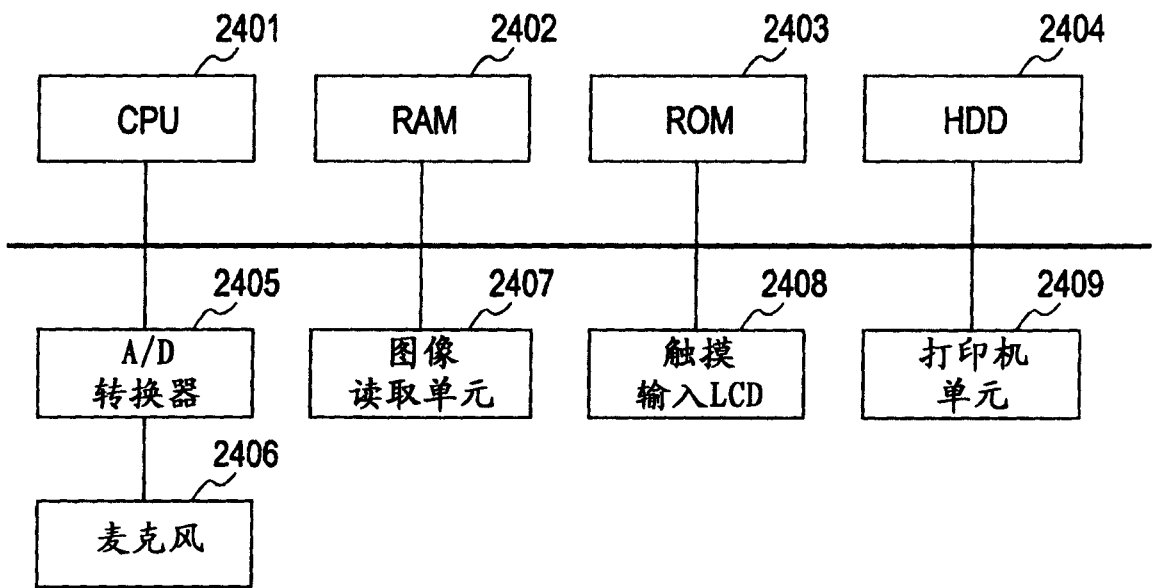 2401
2402
2403
2404
CPU
RAM
ROM
HDD
2405
2407
2408
2409
A/D
转换器
图像
读取单元
触摸
输入LCD
打印机
单元
2406
麦克风